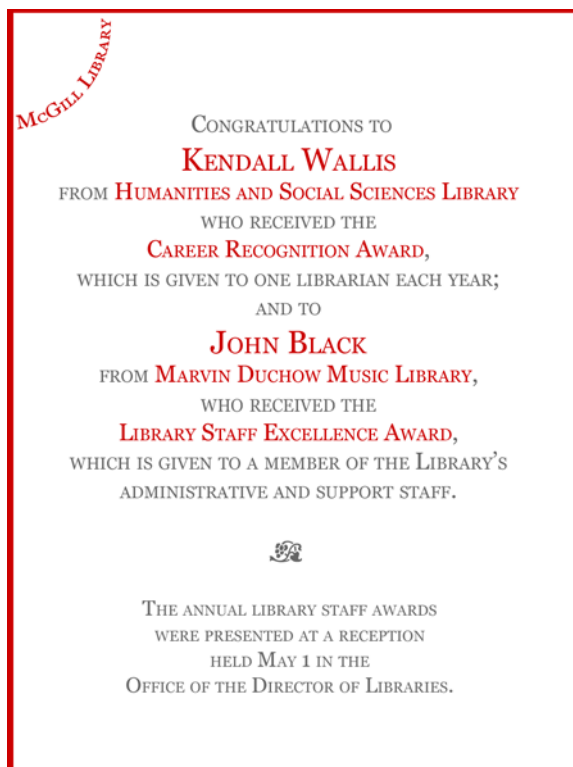 McGill Library
Congratulations to
Kendall Wallis
from Humanities and Social Sciences Library
who received the
Career Recognition Award,
which is given to one librarian each year;
and to
John Black
from Marvin Duchow Music Library,
who received the
Library Staff Excellence Award,
which is given to a member of the Library's
administrative and support staff.
The annual library staff awards
were presented at a reception
held May 1 in the
Office of the Director of Libraries.